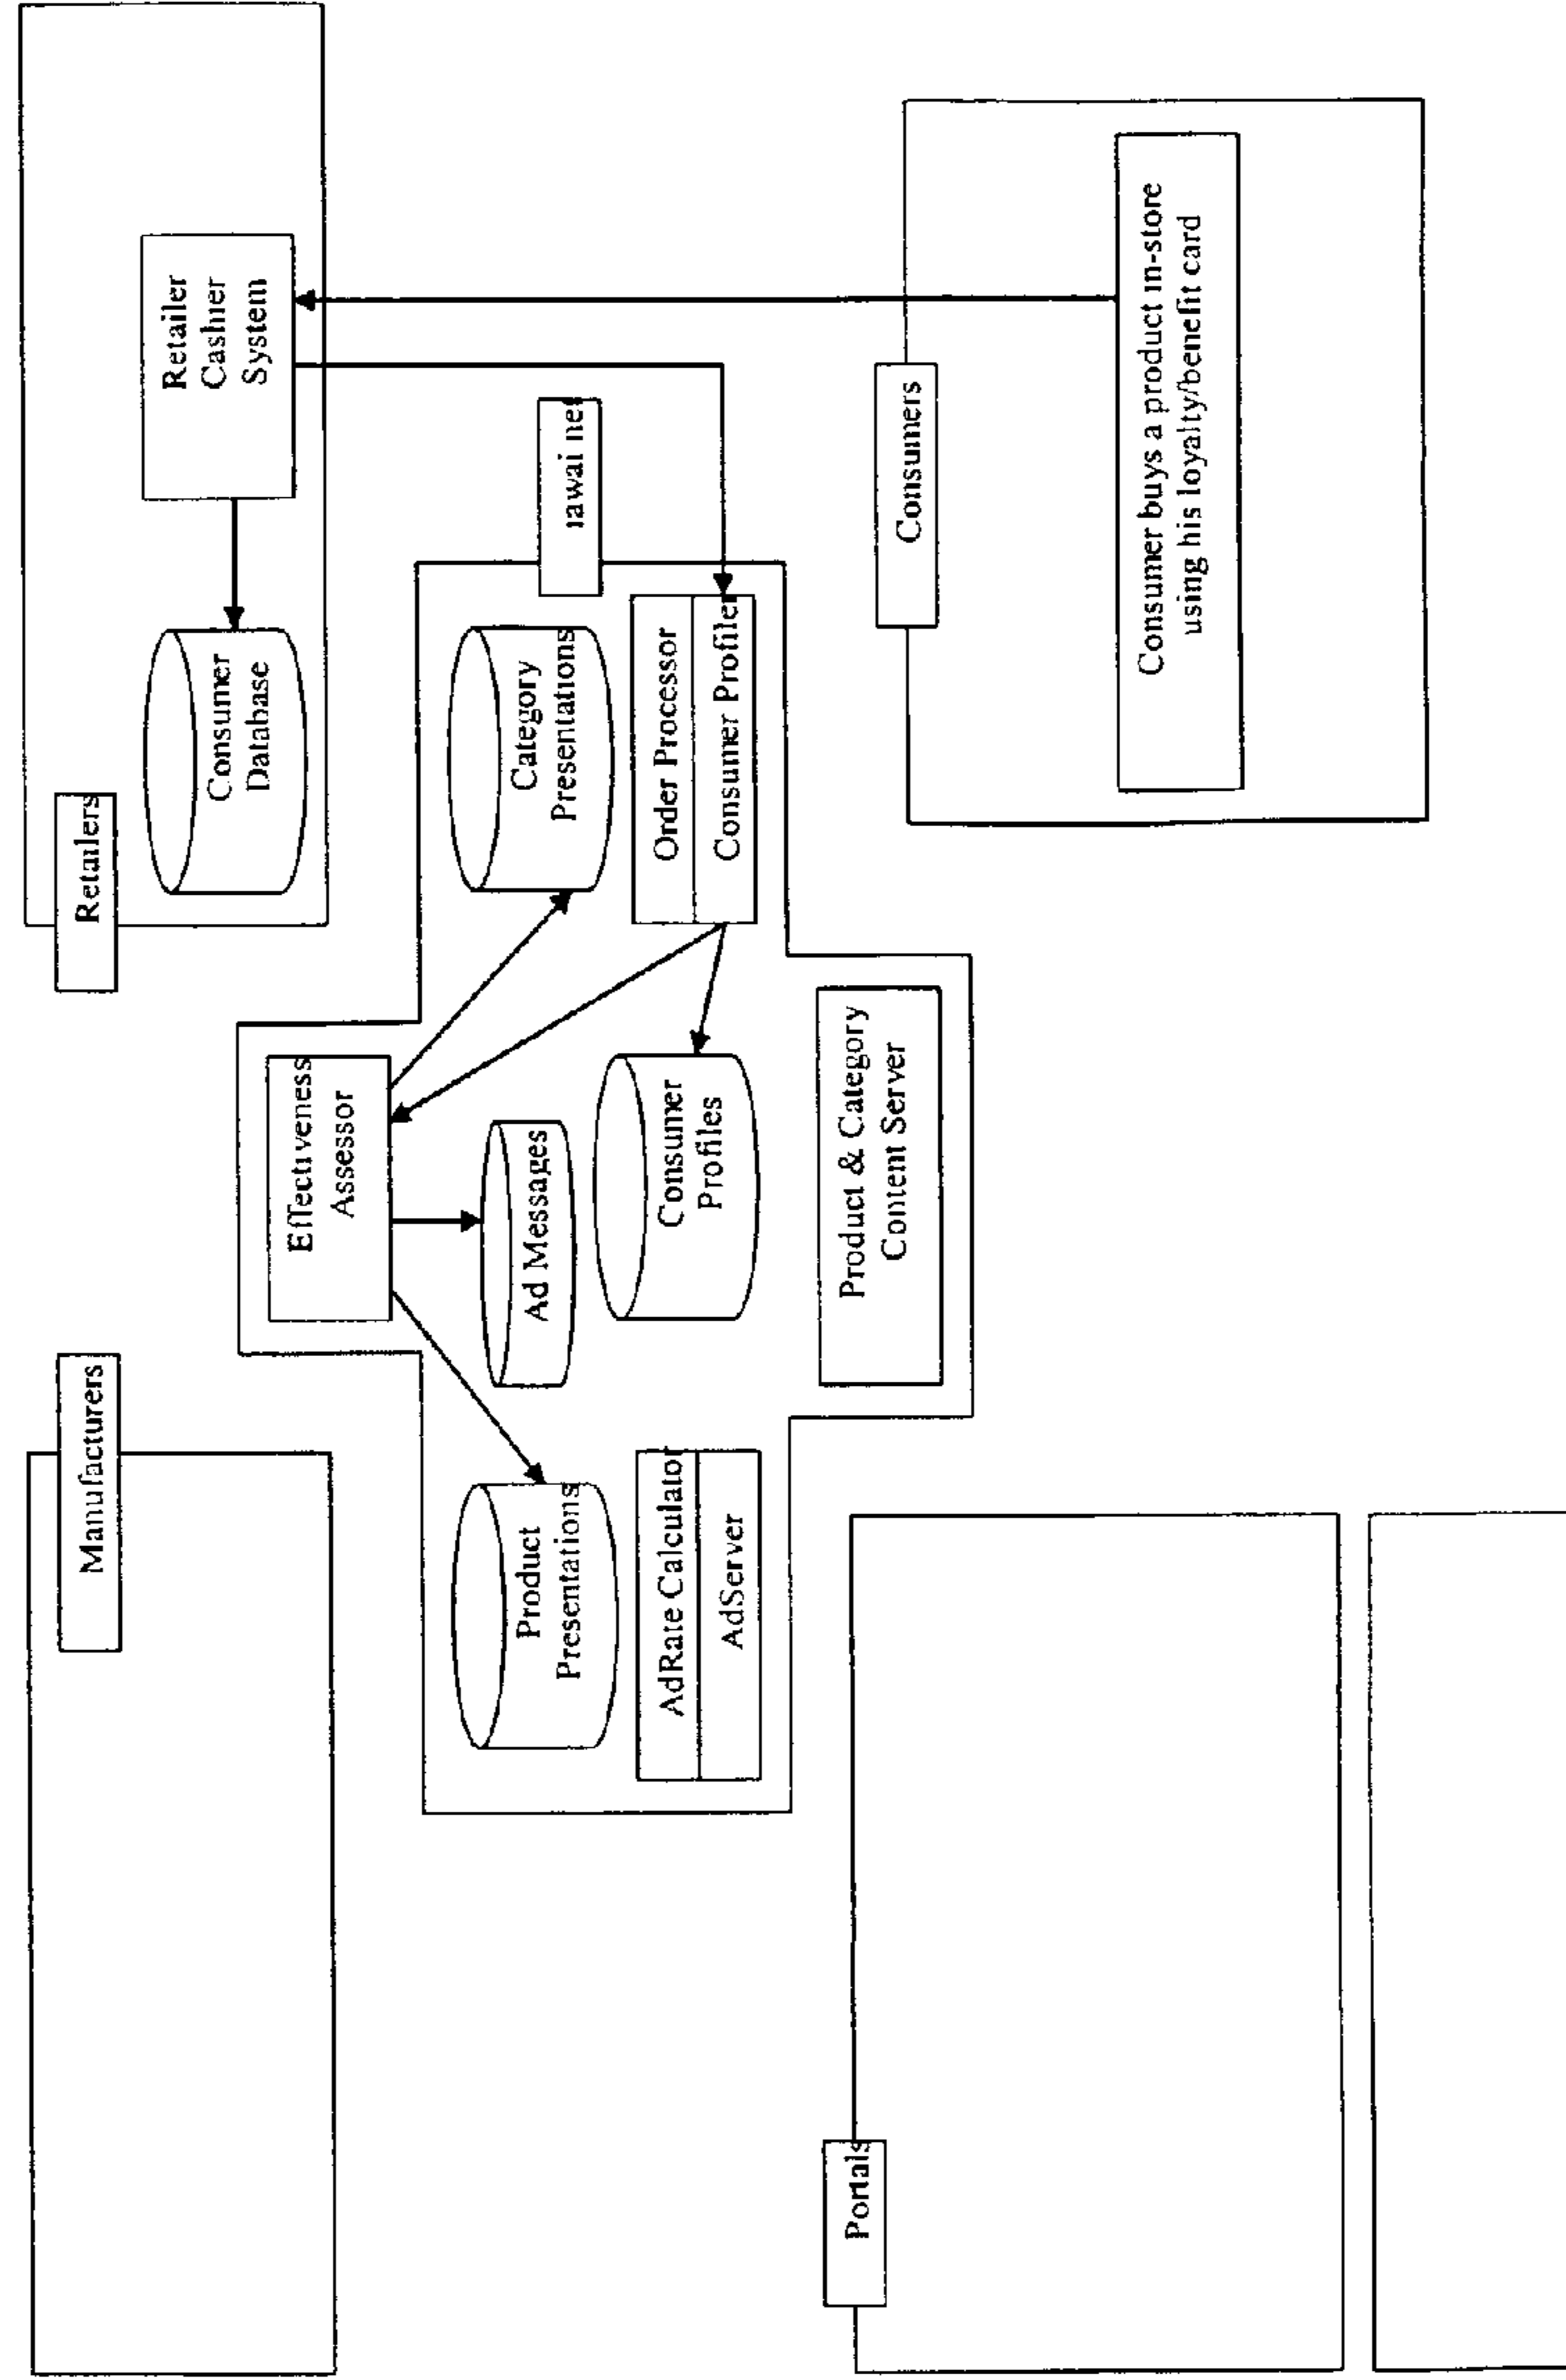 Manufacturers
Retailers
Consumer
Database
Retailer
Cashier
System
Effectiveness
Assessor
Product
Presentations
Ad Messages
Category
Presentations
AdRate Calculator
AdServer
Consumer
Profiles
Order Processor
Consumer Profiler
Product & Category
Content Server
Portals
Consumers
Consumer buys a product in-store
using his loyalty/benefit card